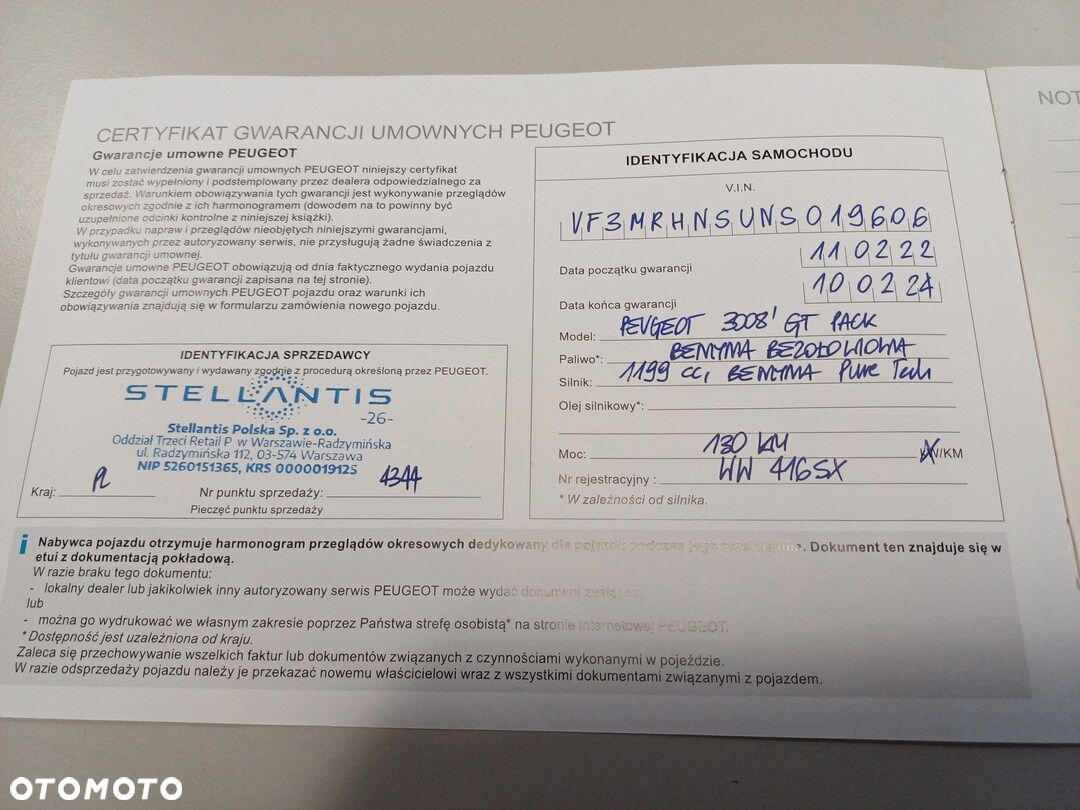 NOT
CERTYFIKAT GWARANCJI UMOWNYCH PEUGEOT
Gwarancje umowne PEUGEOT
W celu zatwierdzenia gwarancji umownych PEUGEOT niniejszy certyfikat
musi zostać wypełniony i podstemplowany przez dealera odpowiedzialnego za
sprzedaż. Warunkiem obowiązywania tych gwarancji jest wykonywanie przeglądów
okresowych zgodnie z ich harmonogramem (dowodem na to powinny być
uzupełnione odcinki kontrolne z niniejszej książki).
W przypadku napraw i przeglądów nieobjętych niniejszymi gwarancjami,
wykonywanych przez autoryzowany serwis, nie przysługują żadne świadczenia z
tytułu gwarancji umownej.
Gwarancje umowne PEUGEOT obowiązują od dnia faktycznego wydania pojazdu
klientowi (data początku gwarancji zapisana na tej stronie).
Szczegóły gwarancji umownych PEUGEOT pojazdu oraz warunki ich
obowiązywania znajdują się w formularzu zamówienia nowego pojazdu.
IDENTYFIKACJA SPRZEDAWCY
Pojazd jest przygotowywany i wydawany zgodnie z procedurą określoną przez PEUGEOT.
STELLANTIS
-26-
Stellantis Polska Sp. z o.o.
Oddział Trzeci Retail P w Warszawie-Radzymińska
ul. Radzymińska 112, 03-574 Warszawa
NIP 5260151365, KRS 0000019125
Kraj: PL Nr punktu sprzedaży: 4344
Pieczęć punktu sprzedaży
IDENTYFIKACJA SAMOCHODU
V.I.N.
VF3MRHNSUNS019606
Data początku gwarancji 110222
Data końca gwarancji 100224
Model: PEUGEOT 3008' GT PACK
Paliwo*: BENZYNA BEZOŁOWIOWA
Silnik: 1199 cc, BENZYNA Pure Tech
Olej silnikowy*:
Moc: 130 KM kW/KM
Nr rejestracyjny : WW 416SX
* W zależności od silnika.
i Nabywca pojazdu otrzymuje harmonogram przeglądów okresowych dedykowany dla pojazdu podczas jego Dokument ten znajduje się w
etui z dokumentacją pokładową.
W razie braku tego dokumentu:
- lokalny dealer lub jakikolwiek inny autoryzowany serwis PEUGEOT może wydać dokument
lub
- można go wydrukować we własnym zakresie poprzez Państwa strefę osobistą* na stronie internetowej PEUGEOT.
* Dostępność jest uzależniona od kraju.
Zaleca się przechowywanie wszelkich faktur lub dokumentów związanych z czynnościami wykonanymi w pojeździe.
W razie odsprzedaży pojazdu należy je przekazać nowemu właścicielowi wraz z wszystkimi dokumentami związanymi z pojazdem.
OTOMOTO